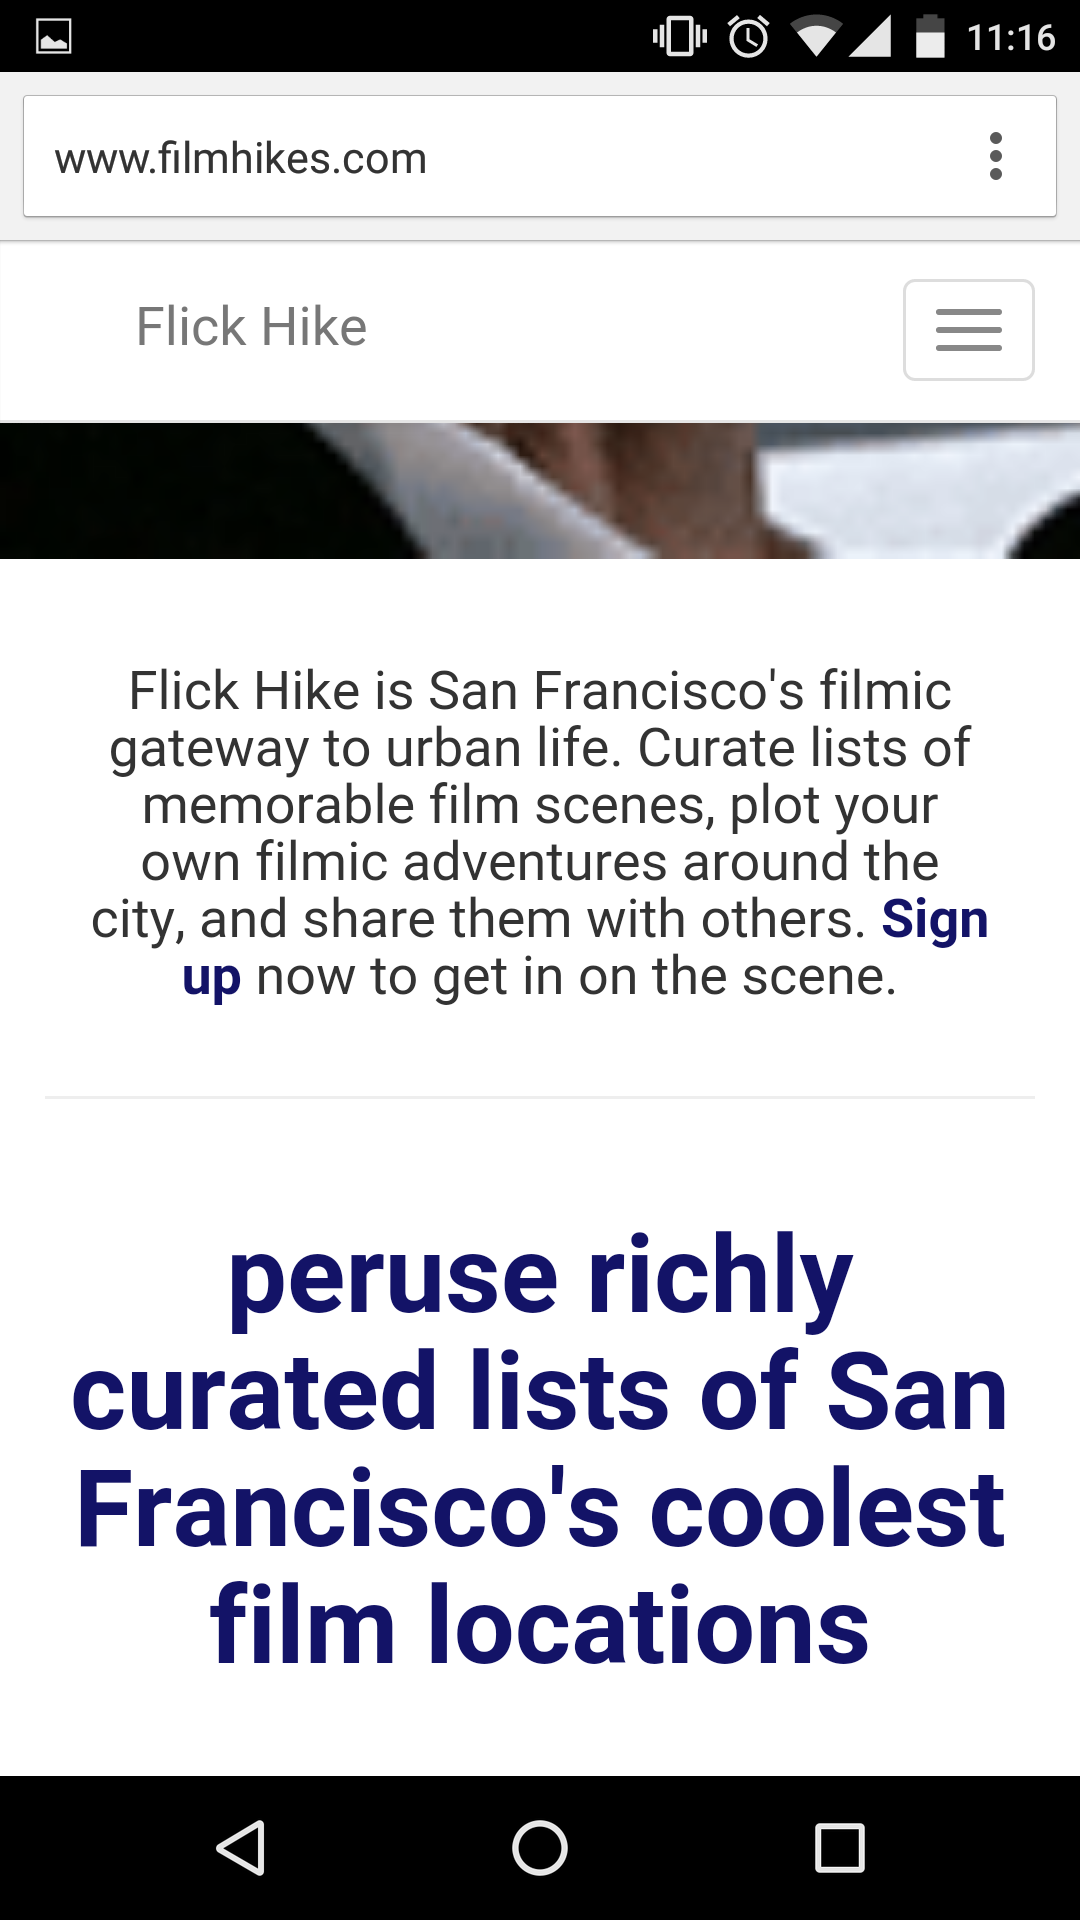 11:16
www.filmhikes.com
Flick Hike
Flick Hike is San Francisco's filmic
gateway to urban life. Curate lists of
memorable film scenes, plot your
own filmic adventures around the
city, and share them with others. Sign
up now to get in on the scene.
peruse richly
curated lists of San
Francisco's coolest
film locations